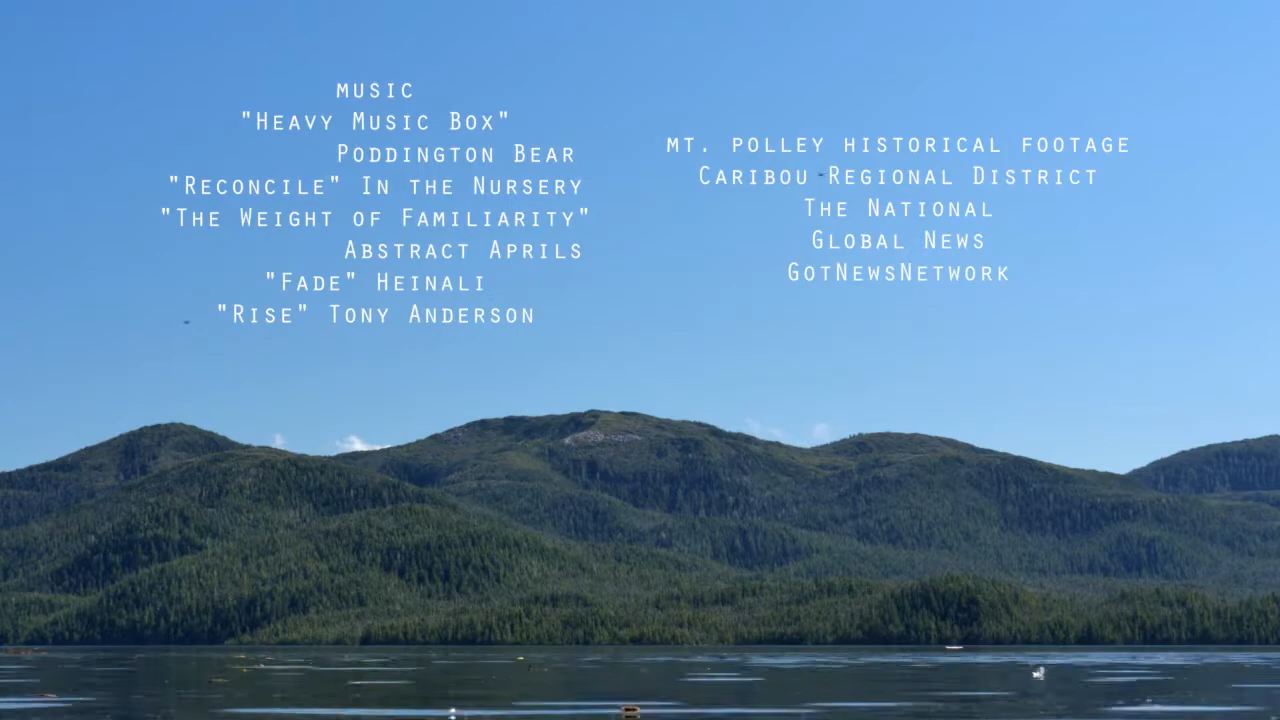 MUSIC
"HEAVY MUSIC BOX"
PODDINGTON BEAR
"RECONCILE" IN THE NURSERY
"THE WEIGHT OF FAMILIARITY"
ABSTRACT APRILS
"FADE" HEINALI
"RISE" TONY ANDERSON
MT. POLLEY HISTORICAL FOOTAGE
CARIBOU REGIONAL DISTRICT
THE NATIONAL
GLOBAL NEWS
GOTNEWSNETWORK